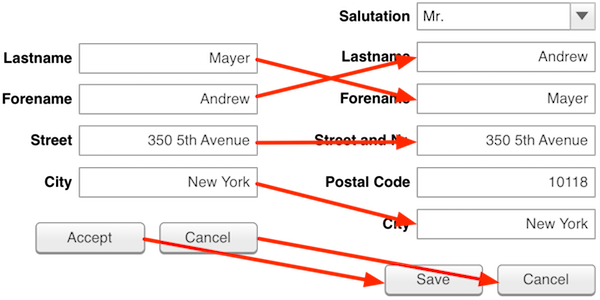 Salutation Mr.
Lastname Mayer
Lastname Andrew
Forename Andrew
Forename Mayer
Street 350 5th Avenue
Street and Nr. 350 5th Avenue
City New York
Postal Code 10118
City New York
Accept Cancel
Save Cancel